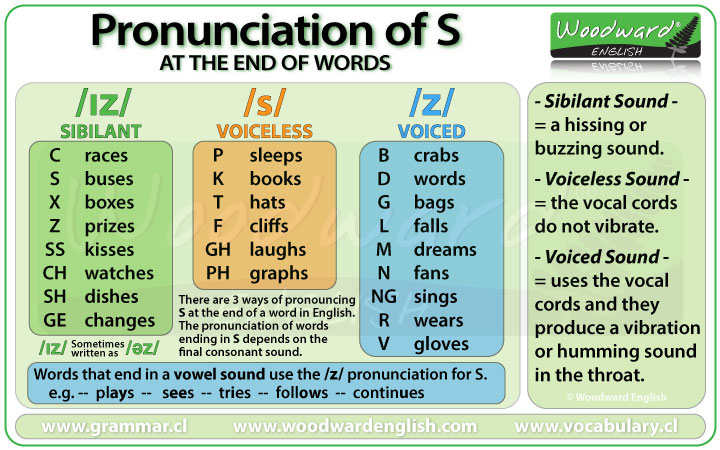 Pronunciation of S
AT THE END OF WORDS
Woodward®
ENGLISH
/ɪz/
SIBILANT
C races
S buses
X boxes
Z prizes
SS kisses
CH watches
SH dishes
GE changes
/ɪz/ Sometimes written as /əz/
/s/
VOICELESS
P sleeps
K books
T hats
F cliffs
GH laughs
PH graphs
There are 3 ways of pronouncing
S at the end of a word in English.
The pronunciation of words
ending in S depends on the
final consonant sound.
/z/
VOICED
B crabs
D words
G bags
L falls
M dreams
N fans
NG sings
R wears
V gloves
Words that end in a vowel sound use the /z/ pronunciation for S.
e.g. -- plays -- sees -- tries -- follows -- continues
- Sibilant Sound -
= a hissing or
buzzing sound.
- Voiceless Sound -
= the vocal cords
do not vibrate.
- Voiced Sound -
= uses the vocal
cords and they
produce a vibration
or humming sound
in the throat.
© Woodward English
www.grammar.cl www.woodwardenglish.com www.vocabulary.cl
Woodward
ENGLISH